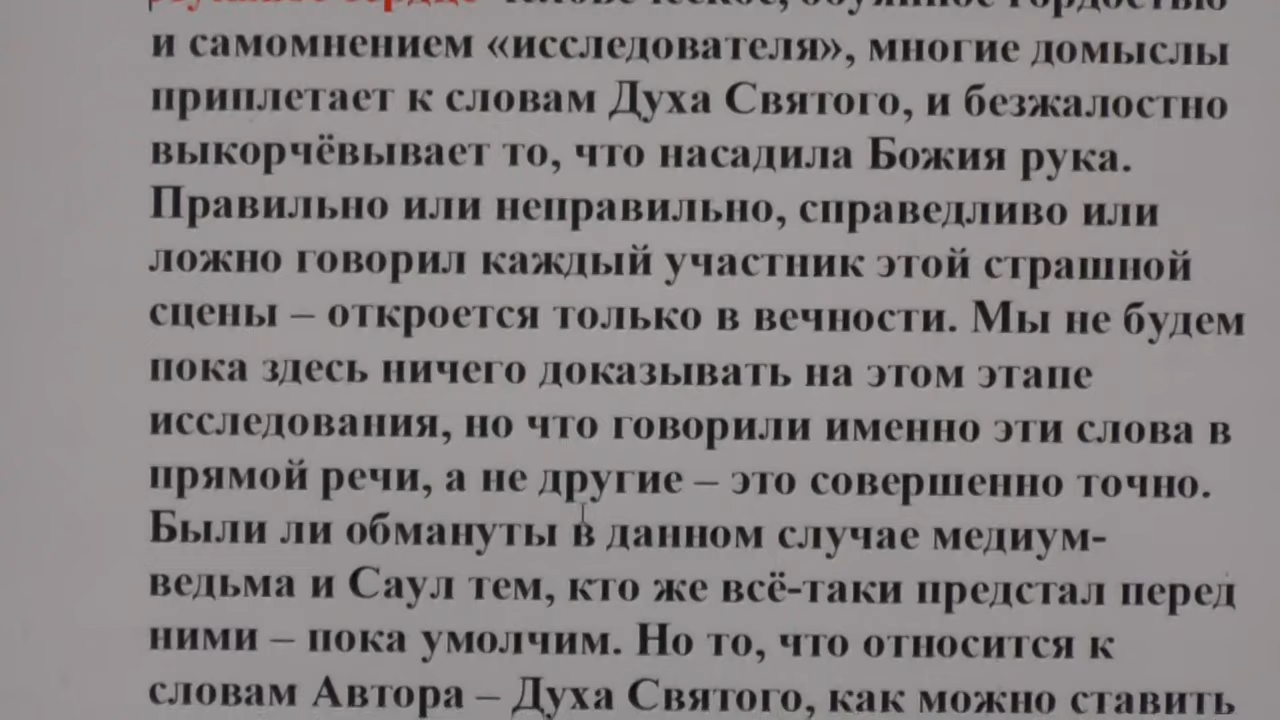 сердце человеческое, обуянное гордостью
и самомнением «исследователя», многие домыслы
приплетает к словам Духа Святого, и безжалостно
выкорчёвывает то, что насадила Божия рука.
Правильно или неправильно, справедливо или
ложно говорил каждый участник этой страшной
сцены – откроется только в вечности. Мы не будем
пока здесь ничего доказывать на этом этапе
исследования, но что говорили именно эти слова в
прямой речи, а не другие – это совершенно точно.
Были ли обмануты в данном случае медиум-
ведьма и Саул тем, кто же всё-таки предстал перед
ними – пока умолчим. Но то, что относится к
словам Автора – Духа Святого, как можно ставить